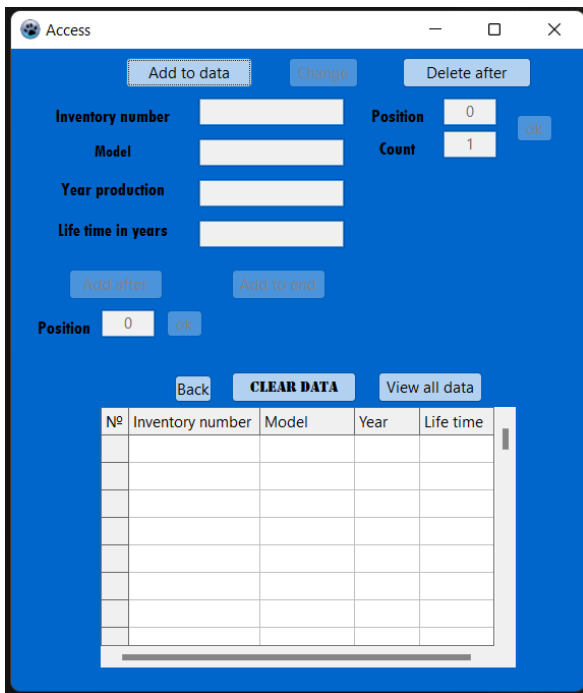 Access
Add to data Change Delete after
Inventory number Position 0 ok
Model Count 1
Year production
Life time in years
Add after Add to end
Position 0 ok
Back CLEAR DATA View all data
Nº Inventory number Model Year Life time